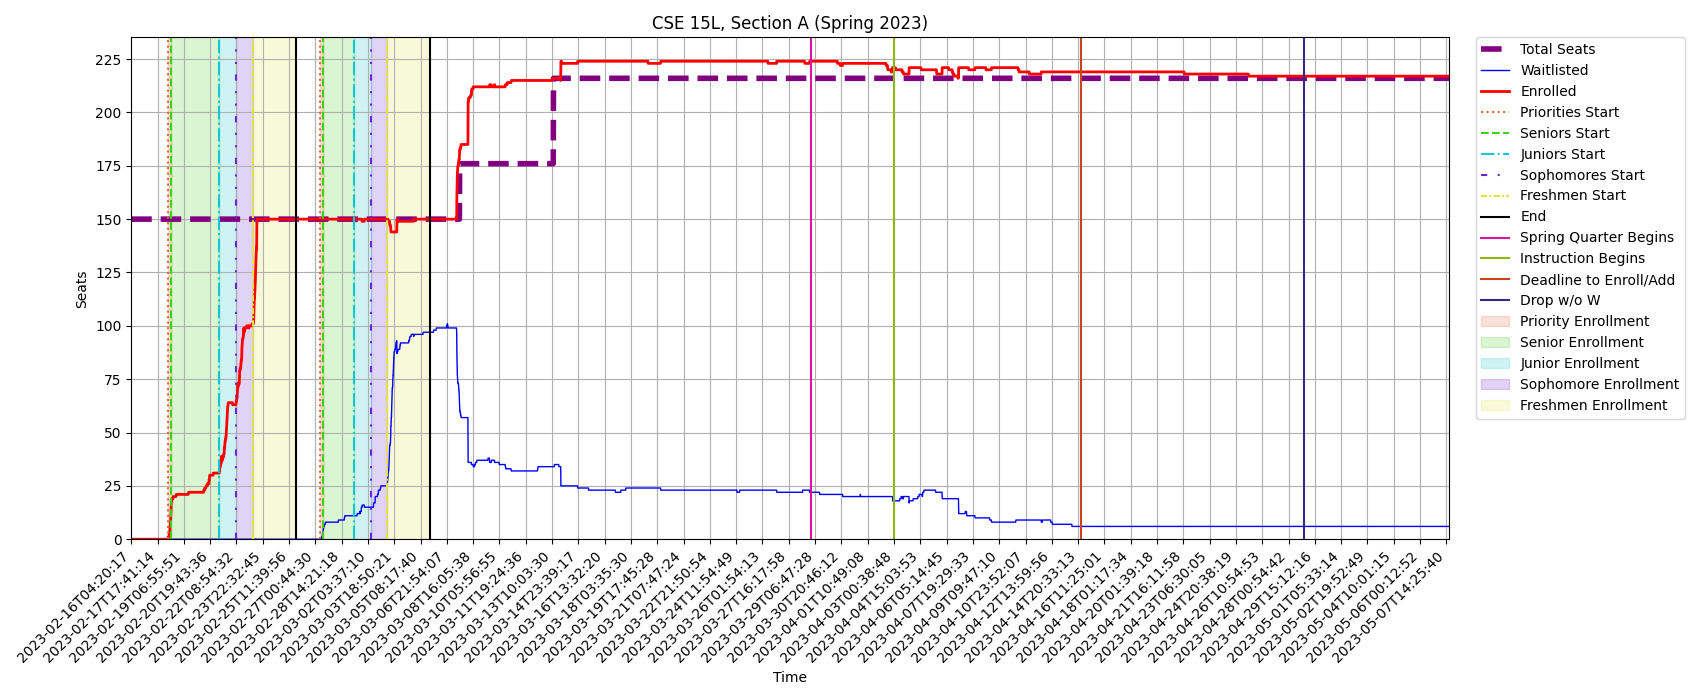 CSE 15L, Section A (Spring 2023)
Seats
225
200
175
150
125
100
75
50
25
0
2023-02-16T04:20:17
2023-02-17T17:41:14
2023-02-19T06:55:51
2023-02-20T19:43:36
2023-02-22T08:54:32
2023-02-23T22:32:45
2023-02-25T11:39:56
2023-02-27T00:44:30
2023-02-28T14:21:18
2023-03-02T03:37:10
2023-03-03T18:50:21
2023-03-05T08:17:40
2023-03-06T21:54:07
2023-03-08T16:05:38
2023-03-10T05:56:55
2023-03-11T19:24:36
2023-03-13T10:03:30
2023-03-14T23:39:17
2023-03-16T13:32:20
2023-03-18T03:35:30
2023-03-19T17:45:28
2023-03-21T07:47:24
2023-03-22T21:50:54
2023-03-24T11:54:49
2023-03-26T01:54:13
2023-03-27T16:17:58
2023-03-29T06:47:28
2023-03-30T20:46:12
2023-04-01T10:49:08
2023-04-03T00:38:48
2023-04-04T15:03:53
2023-04-06T05:14:45
2023-04-07T19:29:33
2023-04-09T09:47:10
2023-04-10T23:52:07
2023-04-12T13:59:56
2023-04-14T20:33:13
2023-04-16T11:25:01
2023-04-18T01:17:34
2023-04-20T01:39:18
2023-04-21T16:11:58
2023-04-23T06:30:05
2023-04-24T20:38:19
2023-04-26T10:54:53
2023-04-28T00:54:42
2023-04-29T15:12:16
2023-05-01T05:33:14
2023-05-02T19:52:49
2023-05-04T10:01:15
2023-05-06T00:12:52
2023-05-07T14:25:40
Time
Total Seats
Waitlisted
Enrolled
Priorities Start
Seniors Start
Juniors Start
Sophomores Start
Freshmen Start
End
Spring Quarter Begins
Instruction Begins
Deadline to Enroll/Add
Drop w/o W
Priority Enrollment
Senior Enrollment
Junior Enrollment
Sophomore Enrollment
Freshmen Enrollment